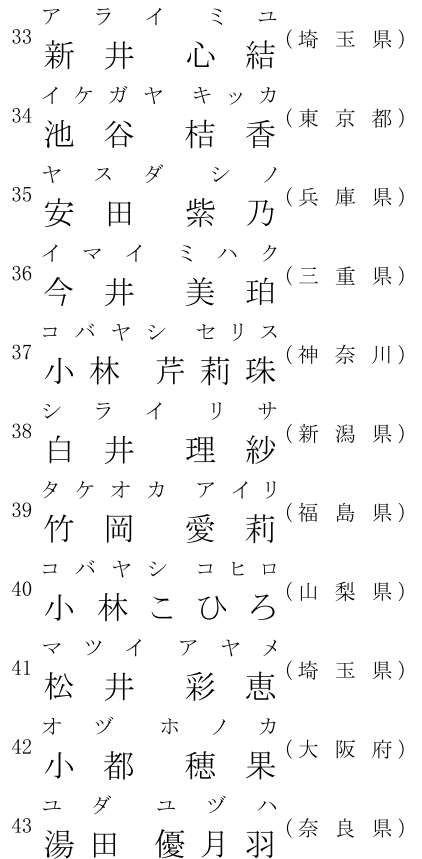 アライ ミユ
33 新井 心結 (埼玉県)
イケガヤ キッカ
34 池谷 桔香 (東京都)
ヤスダ シノ
35 安田 紫乃 (兵庫県)
イマイ ミハク
36 今井 美珀 (三重県)
コバヤシ セリス
37 小林 芹莉珠 (神奈川)
シライ リサ
38 白井 理紗 (新潟県)
タケオカ アイリ
39 竹岡 愛莉 (福島県)
コバヤシ コヒロ
40 小林こひろ (山梨県)
マツイ アヤメ
41 松井 彩恵 (埼玉県)
オヅ ホノカ
42 小都 穂果 (大阪府)
ユダ ユヅハ
43 湯田 優月羽 (奈良県)